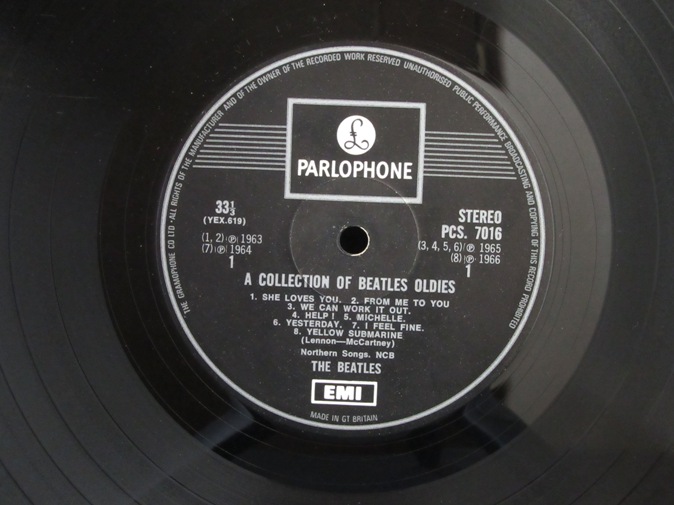 THE GRAMOPHONE CO LTD · ALL RIGHTS OF THE MANUFACTURER AND OF THE OWNER OF THE RECORDED WORK RESERVED UNAUTHORISED PUBLIC PERFORMANCE BROADCASTING AND COPYING OF THIS RECORD PROHIBITED
£
PARLOPHONE
33⅓
(YEX.619)
(1, 2) ℗ 1963
(7) ℗ 1964
1
STEREO
PCS. 7016
(3, 4, 5, 6) ℗ 1965
(8) ℗ 1966
1
A COLLECTION OF BEATLES OLDIES
1. SHE LOVES YOU. 2. FROM ME TO YOU
3. WE CAN WORK IT OUT.
4. HELP! 5. MICHELLE.
6. YESTERDAY. 7. I FEEL FINE.
8. YELLOW SUBMARINE
(Lennon—McCartney)
Northern Songs. NCB
THE BEATLES
EMI
MADE IN GT BRITAIN